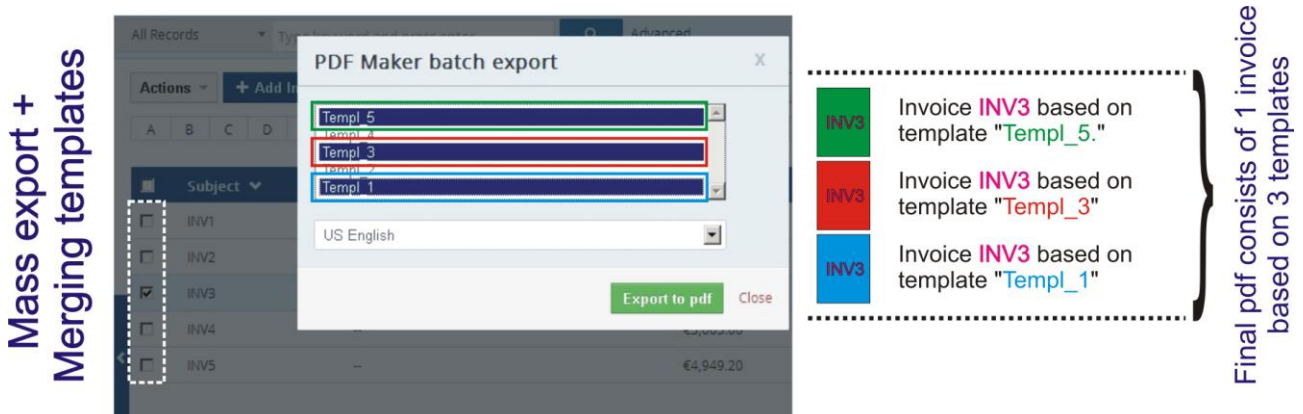 Mass export +
Merging templates
All Records
Advanced
Actions
+ Add In
A B C D
Subject
INV1
INV2
INV3
INV4 --
INV5 -- €4,949.20
PDF Maker batch export X
Templ_5
Templ_4
Templ_3
Templ_2
Templ_1
US English
Export to pdf Close
INV3
Invoice INV3 based on
template "Templ_5."
INV3
Invoice INV3 based on
template "Templ_3"
INV3
Invoice INV3 based on
template "Templ_1"
Final pdf consists of 1 invoice
based on 3 templates